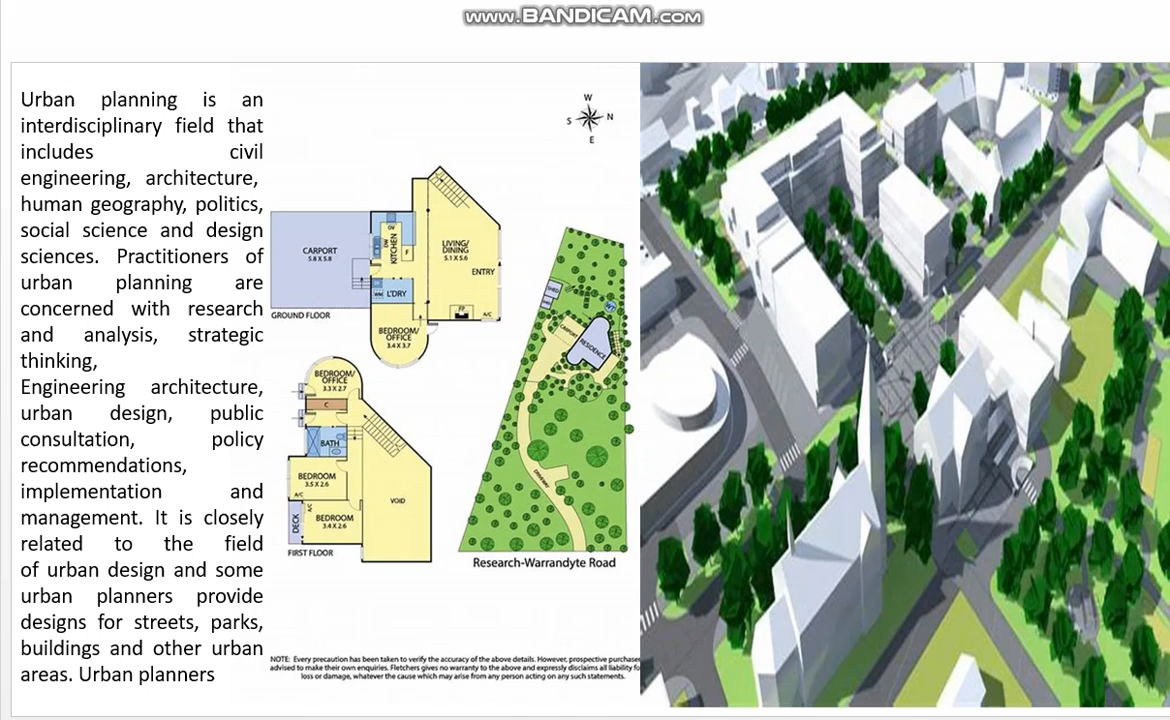 www.BANDICAM.com
Urban planning is an
interdisciplinary field that
includes civil
engineering, architecture,
human geography, politics,
social science and design
sciences. Practitioners of
urban planning are
concerned with research
and analysis, strategic
thinking,
Engineering architecture,
urban design, public
consultation, policy
recommendations,
implementation and
management. It is closely
related to the field
of urban design and some
urban planners provide
designs for streets, parks,
buildings and other urban
areas. Urban planners
W
S N
E
CARPORT
5.8 X 5.8
KITCHEN
DW
F
LIVING/
DINING
5.1 X 5.6
ENTRY
L'DRY
WM
FP
A/C
GROUND FLOOR
BEDROOM/
OFFICE
3.4 X 3.7
BEDROOM/
OFFICE
3.3 X 2.7
C
BATH
BEDROOM
3.5 X 2.6
A/C
A/C
DECK
BEDROOM
3.4 X 2.6
VOID
FIRST FLOOR
SHED
CARPORT
RESIDENCE
DRIVEWAY
Research-Warrandyte Road
NOTE: Every precaution has been taken to verify the accuracy of the above details. However, prospective purchase
advised to make their own enquiries. Fletchers gives no warranty to the above and expressly disclaims all liability fo
loss or damage, whatever the cause which may arise from any person acting on any such statements.